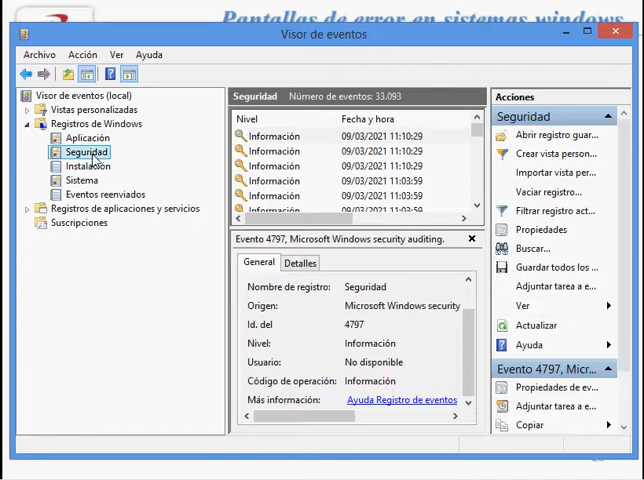 Pantallas de error en sistemas windows
Visor de eventos
Archivo Acción Ver Ayuda
Visor de eventos (local)
Vistas personalizadas
Registros de Windows
Aplicación
Seguridad
Instalación
Sistema
Eventos reenviados
Registros de aplicaciones y servicios
Suscripciones
Seguridad Número de eventos: 33.093
Nivel Fecha y hora
Información 09/03/2021 11:10:29
Información 09/03/2021 11:10:29
Información 09/03/2021 11:10:29
Información 09/03/2021 11:03:59
Información 09/03/2021 11:03:59
Información 09/03/2021 11:03:59
Evento 4797, Microsoft Windows security auditing.
General Detalles
Nombre de registro: Seguridad
Origen: Microsoft Windows security
Id. del 4797
Nivel: Información
Usuario: No disponible
Código de operación: Información
Más información: Ayuda Registro de eventos
Acciones
Seguridad
Abrir registro guar...
Crear vista person...
Importar vista per...
Vaciar registro...
Filtrar registro act...
Propiedades
Buscar...
Guardar todos los ...
Adjuntar tarea a e...
Ver
Actualizar
Ayuda
Evento 4797, Micr...
Propiedades de ev...
Adjuntar tarea a e...
Copiar